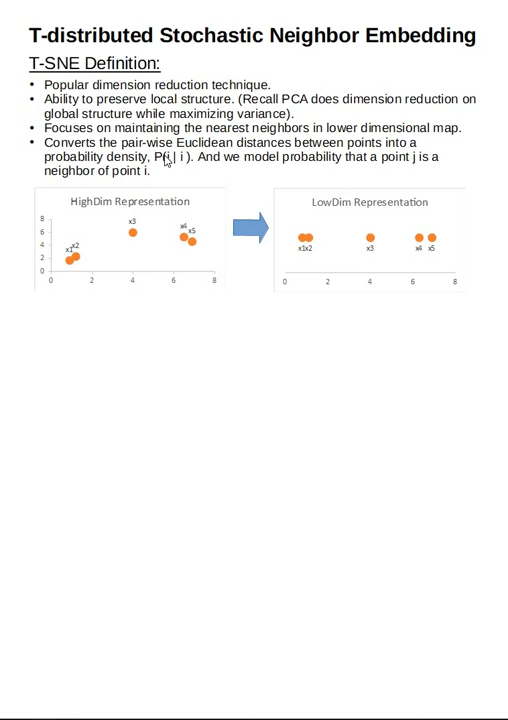 T-distributed Stochastic Neighbor Embedding
T-SNE Definition:
• Popular dimension reduction technique.
• Ability to preserve local structure. (Recall PCA does dimension reduction on
global structure while maximizing variance).
• Focuses on maintaining the nearest neighbors in lower dimensional map.
• Converts the pair-wise Euclidean distances between points into a
probability density, P(j | i ). And we model probability that a point j is a
neighbor of point i.
HighDim Representation
8
6
4
2
0
x1
x2
x3
x4
x5
0 2 4 6 8
LowDim Representation
x1 x2 x3 x4 x5
0 2 4 6 8